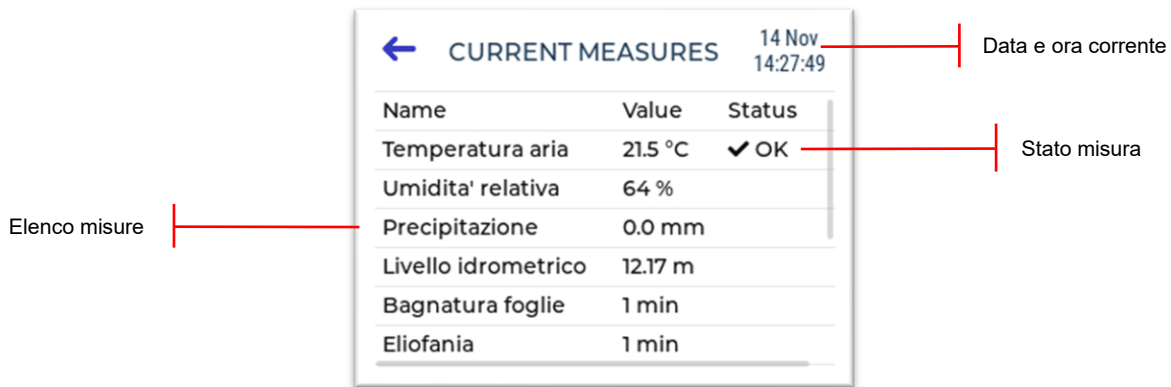 CURRENT MEASURES
14 Nov
14:27:49
Data e ora corrente
Name Value Status
Temperatura aria 21.5 °C ✔ OK
Stato misura
Umidita' relativa 64 %
Elenco misure
Precipitazione 0.0 mm
Livello idrometrico 12.17 m
Bagnatura foglie 1 min
Eliofania 1 min